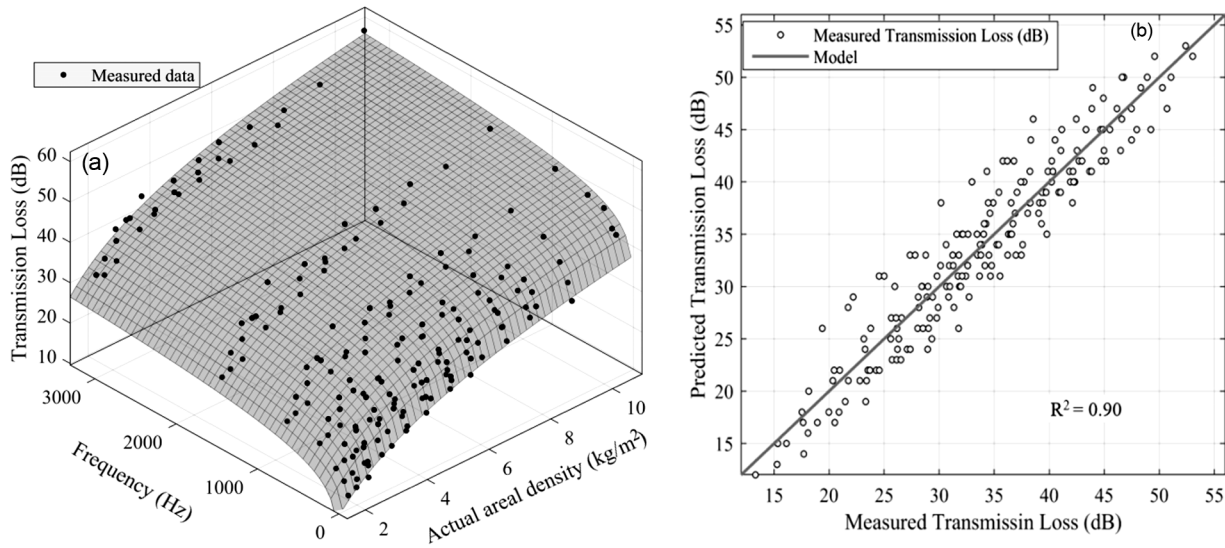 Measured data
(a)
Transmission Loss (dB)
60
50
40
30
20
10
3000
2000
1000
0
Frequency (Hz)
2
4
6
8
10
Actual areal density (kg/m²)
(b)
Measured Transmission Loss (dB)
Model
Predicted Transmission Loss (dB)
55
50
45
40
35
30
25
20
15
R² = 0.90
15 20 25 30 35 40 45 50 55
Measured Transmissin Loss (dB)